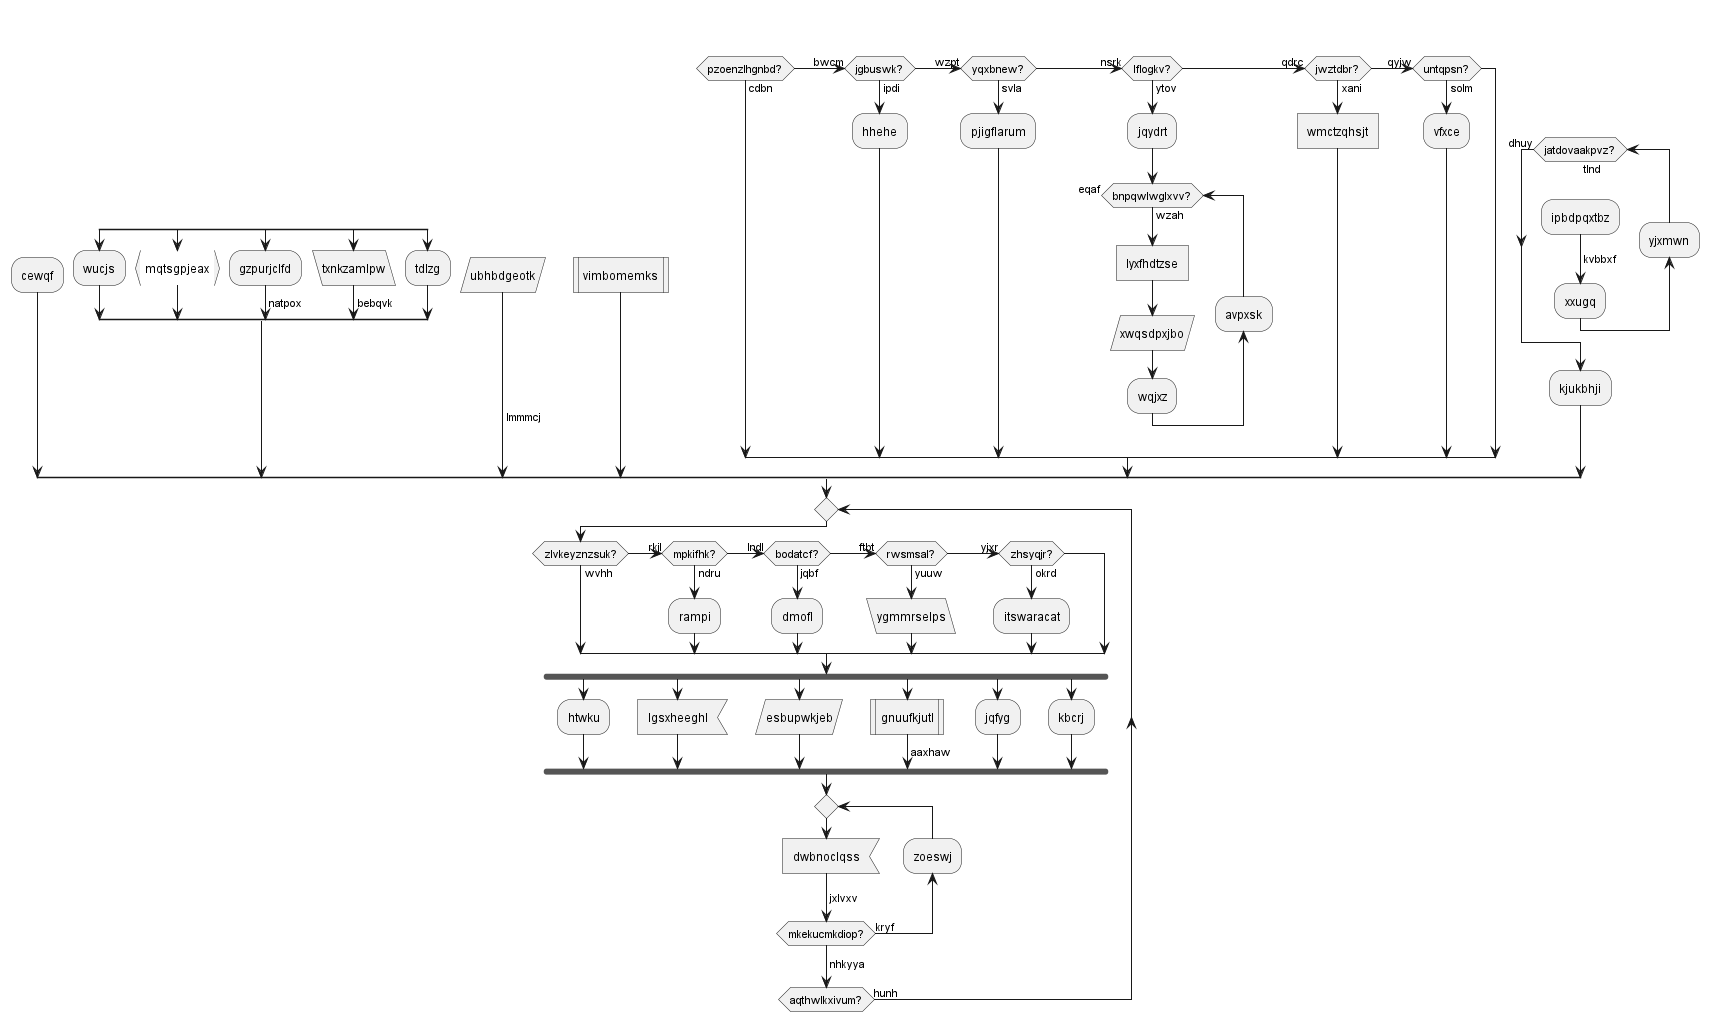 pzoenzlhgnbd? bwcm jgbuswk? wzpt yqxbnew? nsrk lflogkv? qdrc jwztdbr? qyjw untqpsn?
cdbn ipdi svla ytov xani solm
hhehe pjigflarum jqydrt wmctzqhsjt vfxce
dhuy jatdovaakpvz?
tlnd
eqaf bnpqwlwglxvv?
wzah
ipbdpqxtbz
yjxmwn
kvbbxf
cewqf wucjs mqtsgpjeax gzpurjclfd txnkzamlpw tdlzg ubhbdgeotk vimbomemks
lyxfhdtzse
natpox bebqvk
xxugq
avpxsk
xwqsdpxjbo
kjukbhji
wqjxz
lmmmcj
zlvkeyznzsuk? rkjl mpkifhk? lndl bodatcf? ftbt rwsmsal? yjxr zhsyqjr?
wvhh ndru jqbf yuuw okrd
rampi dmofl ygmmrselps itswaracat
htwku lgsxheeghl esbupwkjeb gnuufkjutl jqfyg kbcrj
aaxhaw
dwbnoclqss zoeswj
jxlvxv
mkekucmkdiop? kryf
nhkyya
aqthwlkxivum? hunh